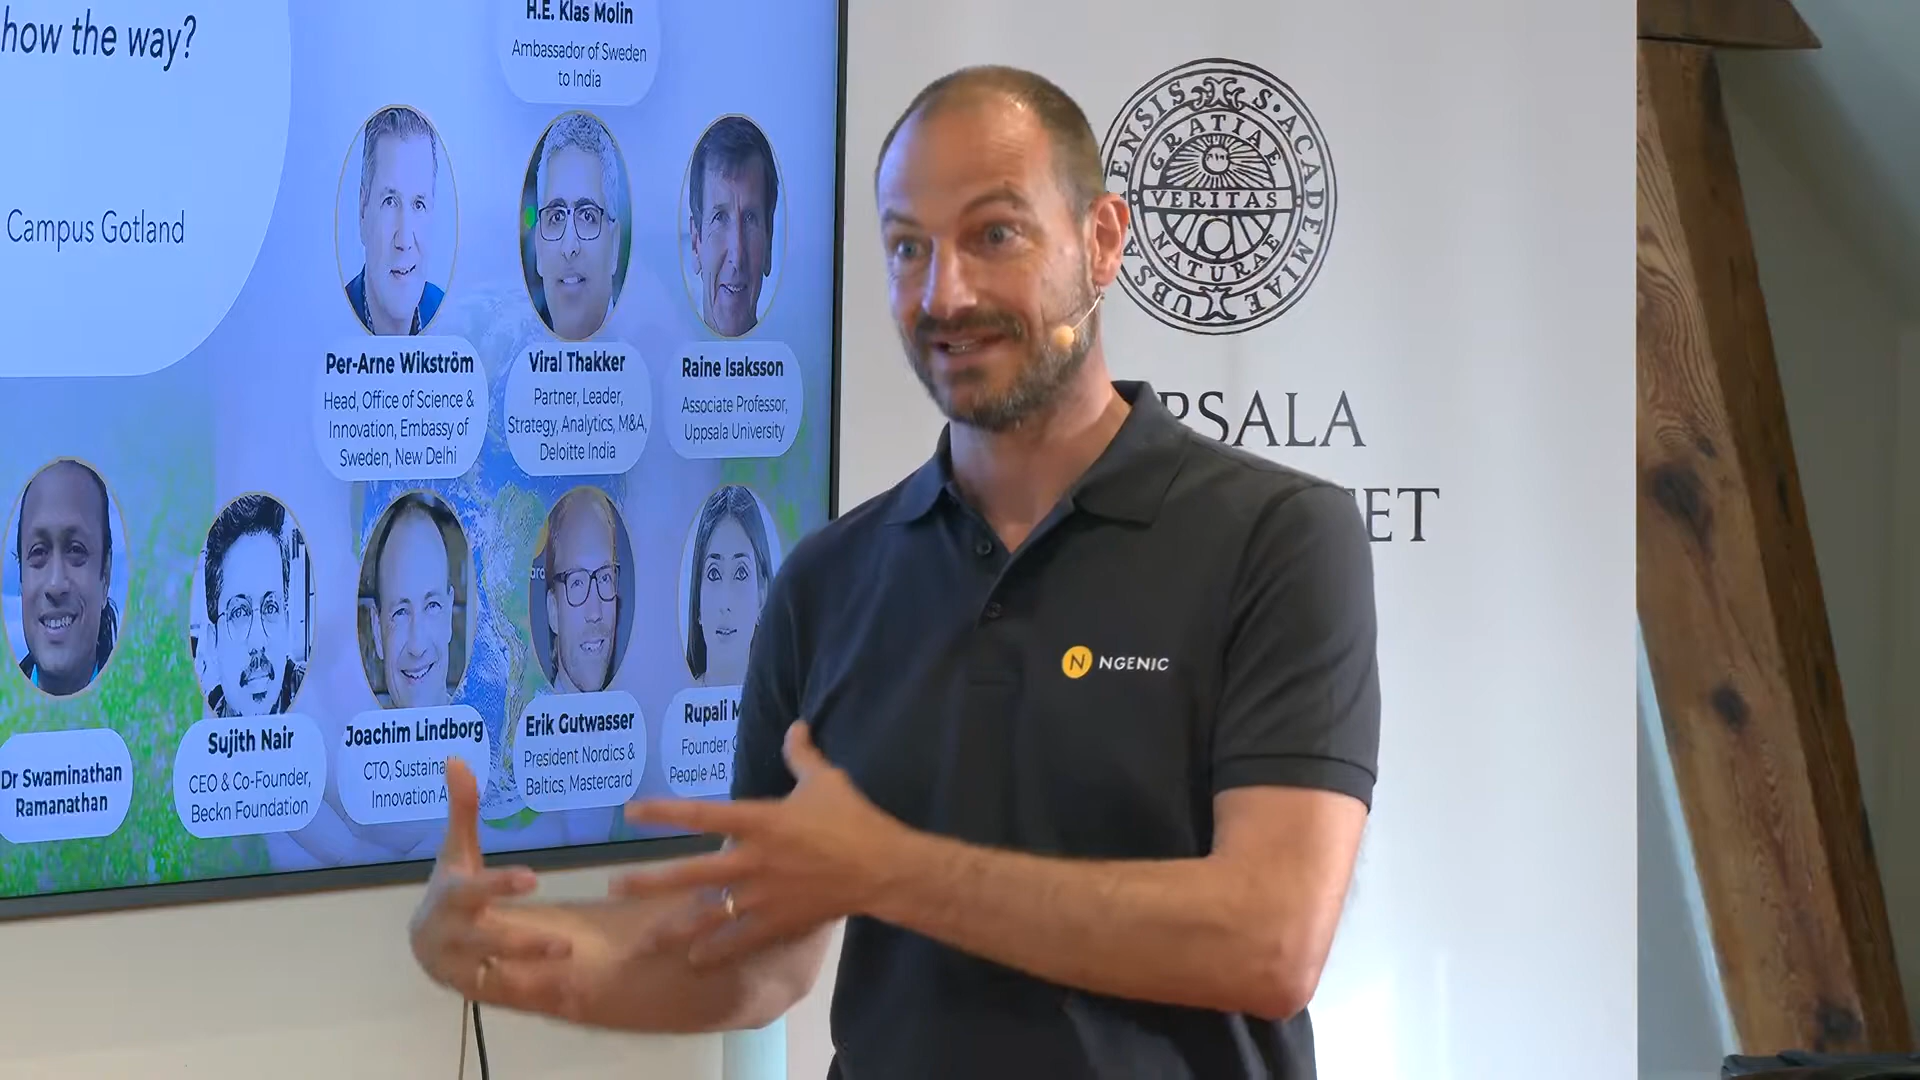 how the way?
Campus Gotland
H.E. Klas Molin
Ambassador of Sweden
to India
Per-Arne Wikström
Head, Office of Science &
Innovation, Embassy of
Sweden, New Delhi
Viral Thakker
Partner, Leader,
Strategy, Analytics, M&A,
Deloitte India
Raine Isaksson
Associate Professor,
Uppsala University
Dr Swaminathan
Ramanathan
Sujith Nair
CEO & Co-Founder,
Beckn Foundation
Joachim Lindborg
CTO, Sustaina
Innovation A
Erik Gutwasser
President Nordics &
Baltics, Mastercard
Rupali M
Founder,
People AB,
ENSIS S·ACADEMIAE UBSA
GRATIAE
VERITAS
NATURAE
PSALA
ET
N NGENIC